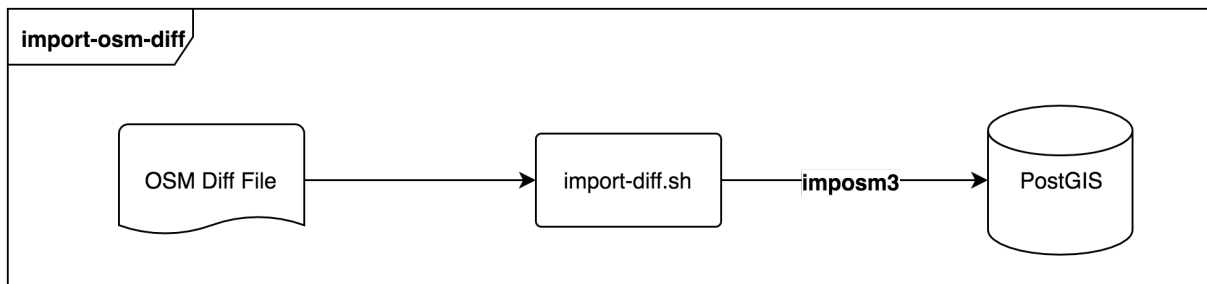 import-osm-diff
OSM Diff File
import-diff.sh
imposm3
PostGIS